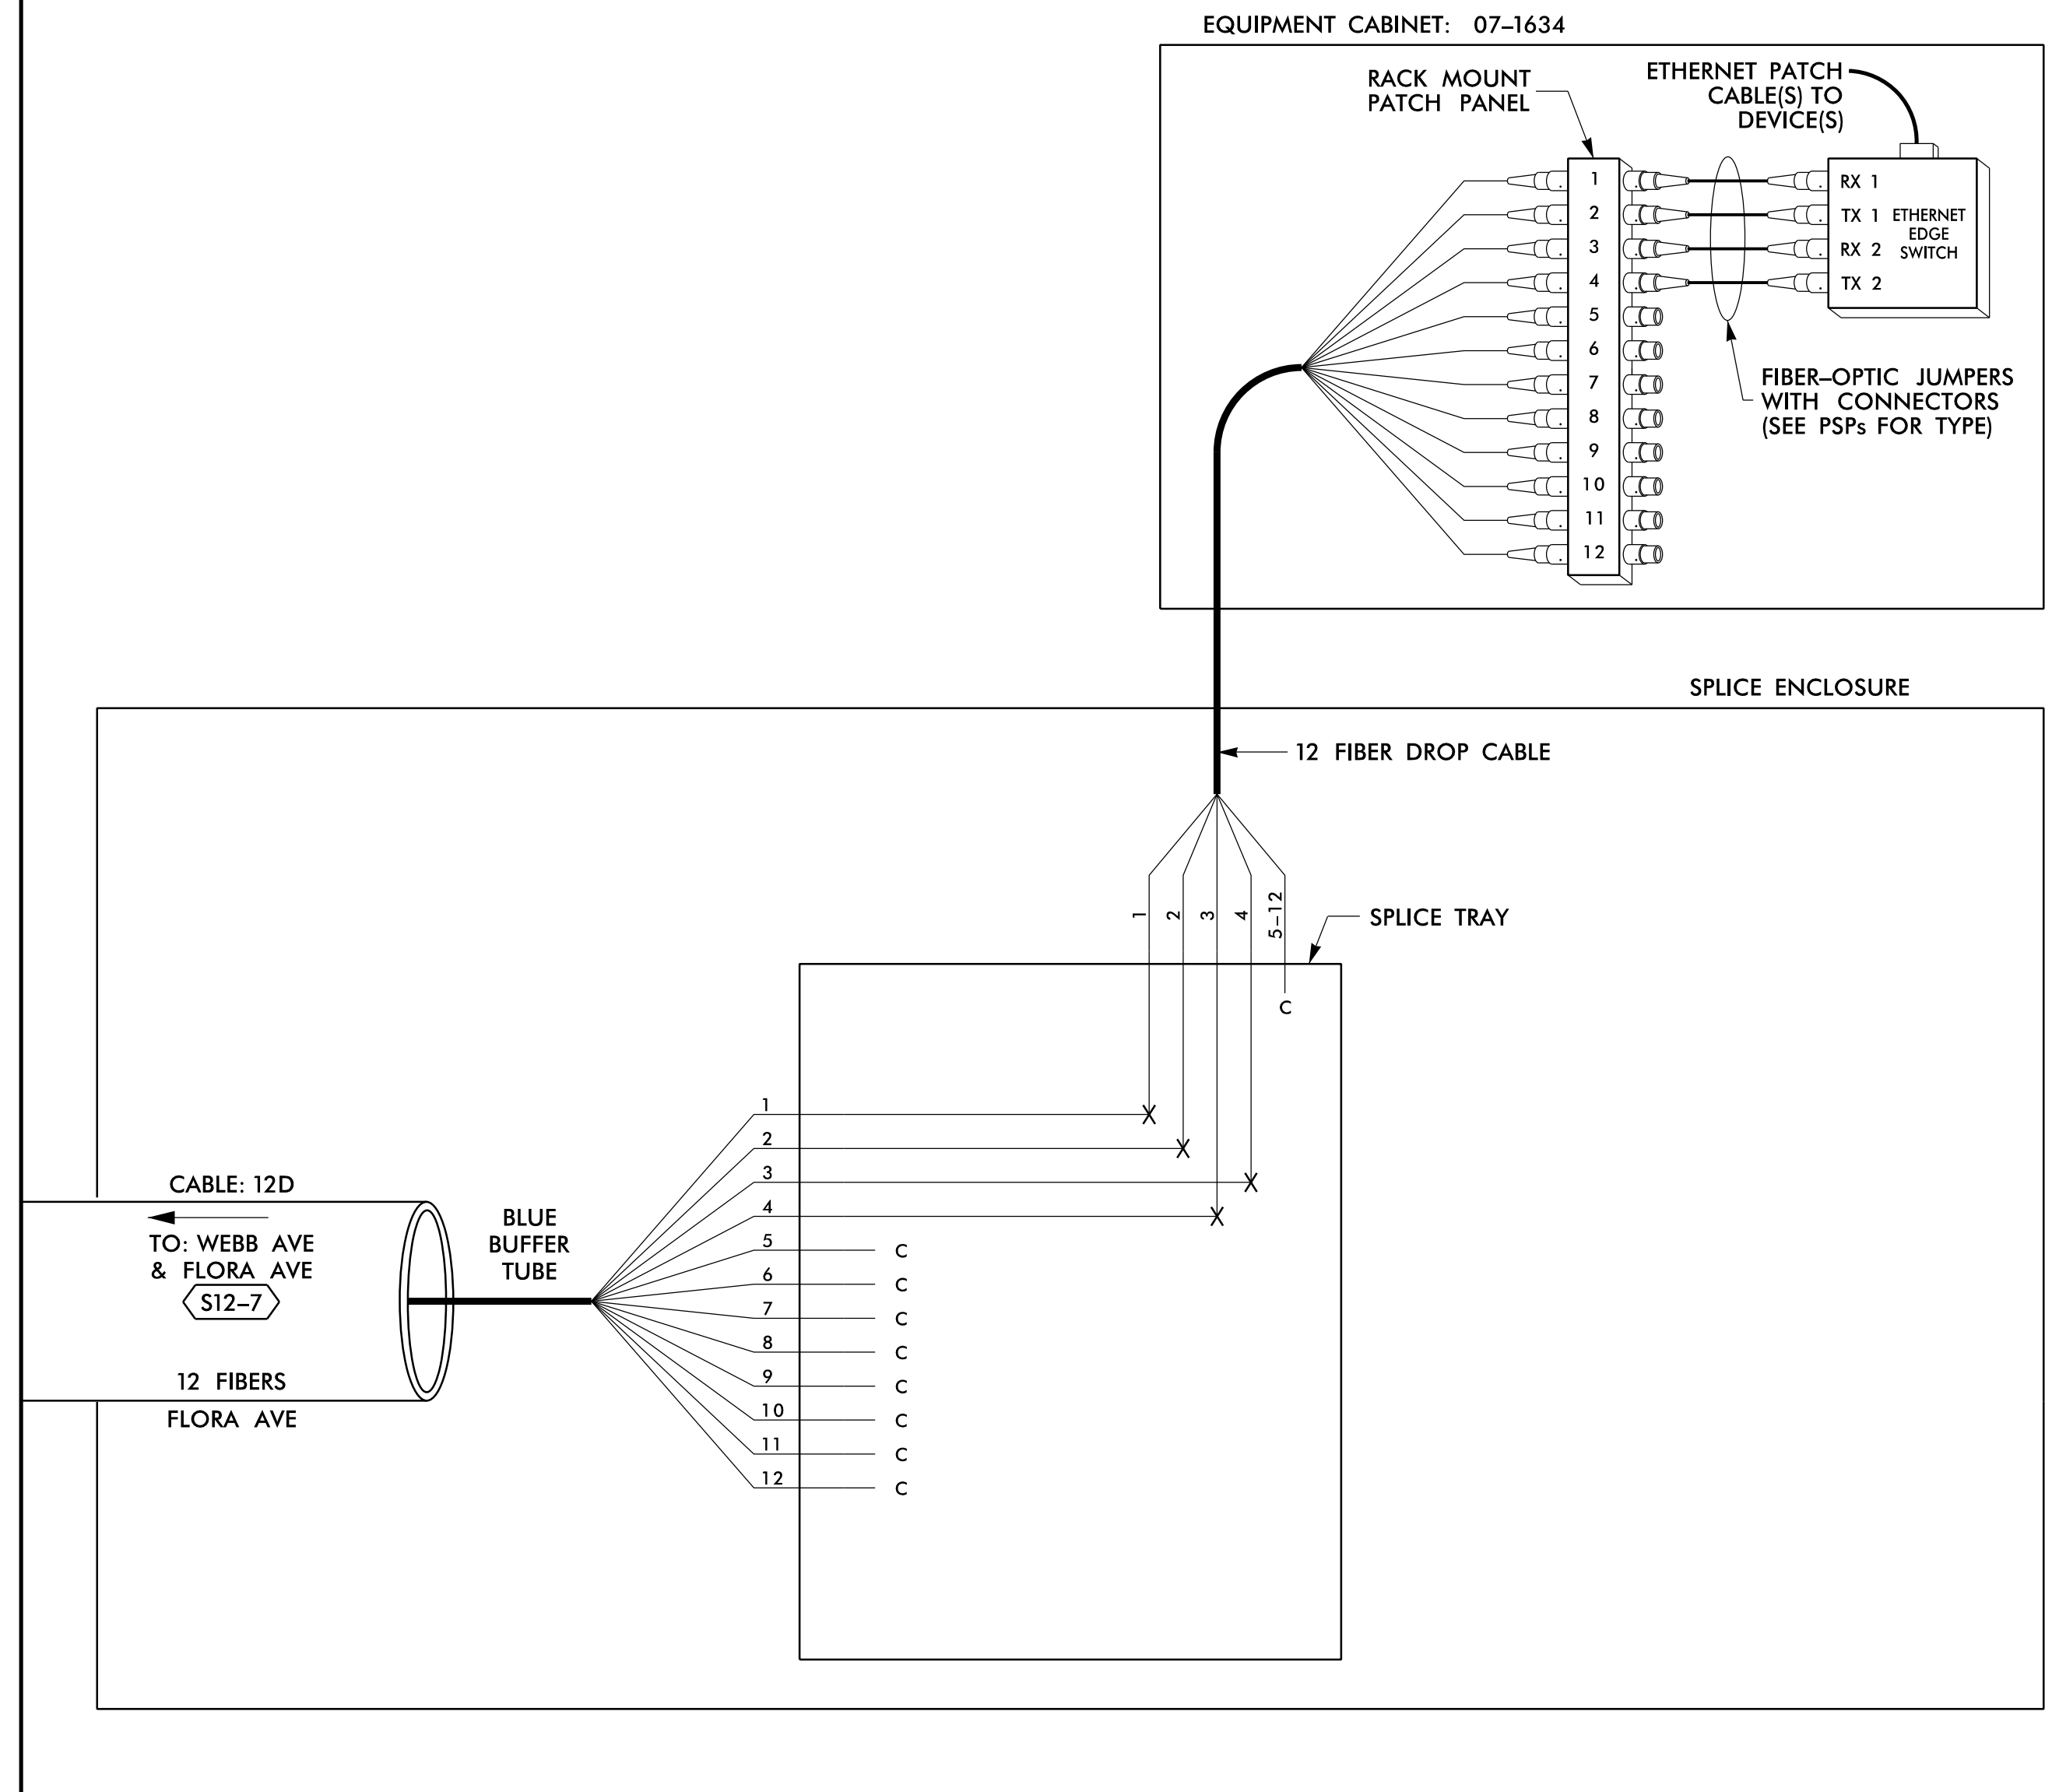 EQUIPMENT CABINET: 07–1634
RACK MOUNT
PATCH PANEL
ETHERNET PATCH
CABLE(S) TO
DEVICE(S)
1
2
3
4
5
6
7
8
9
10
11
12
RX 1
TX 1
RX 2
TX 2
ETHERNET
EDGE
SWITCH
FIBER–OPTIC JUMPERS
WITH CONNECTORS
(SEE PSPs FOR TYPE)
SPLICE ENCLOSURE
12 FIBER DROP CABLE
1
2
3
4
5–12
C
SPLICE TRAY
CABLE: 12D
TO: WEBB AVE
& FLORA AVE
S12–7
12 FIBERS
FLORA AVE
BLUE
BUFFER
TUBE
1
2
3
4
5 C
6 C
7 C
8 C
9 C
10 C
11 C
12 C